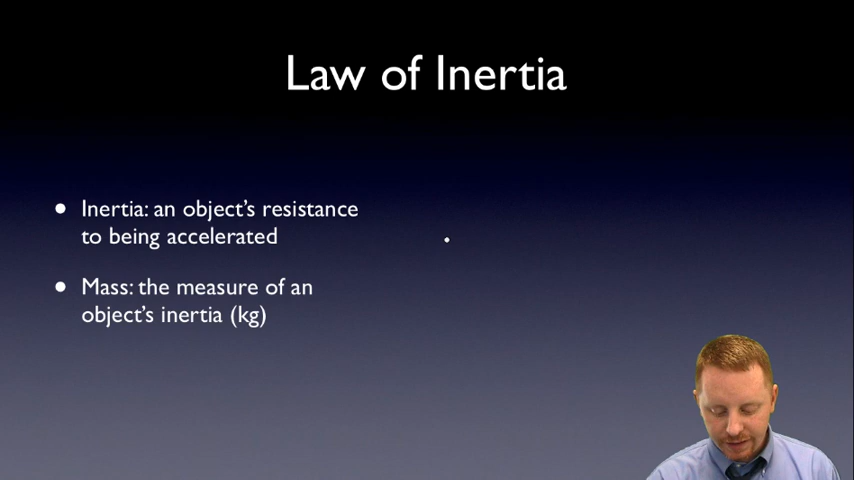 Law of Inertia
• Inertia: an object's resistance
to being accelerated
• Mass: the measure of an
object's inertia (kg)